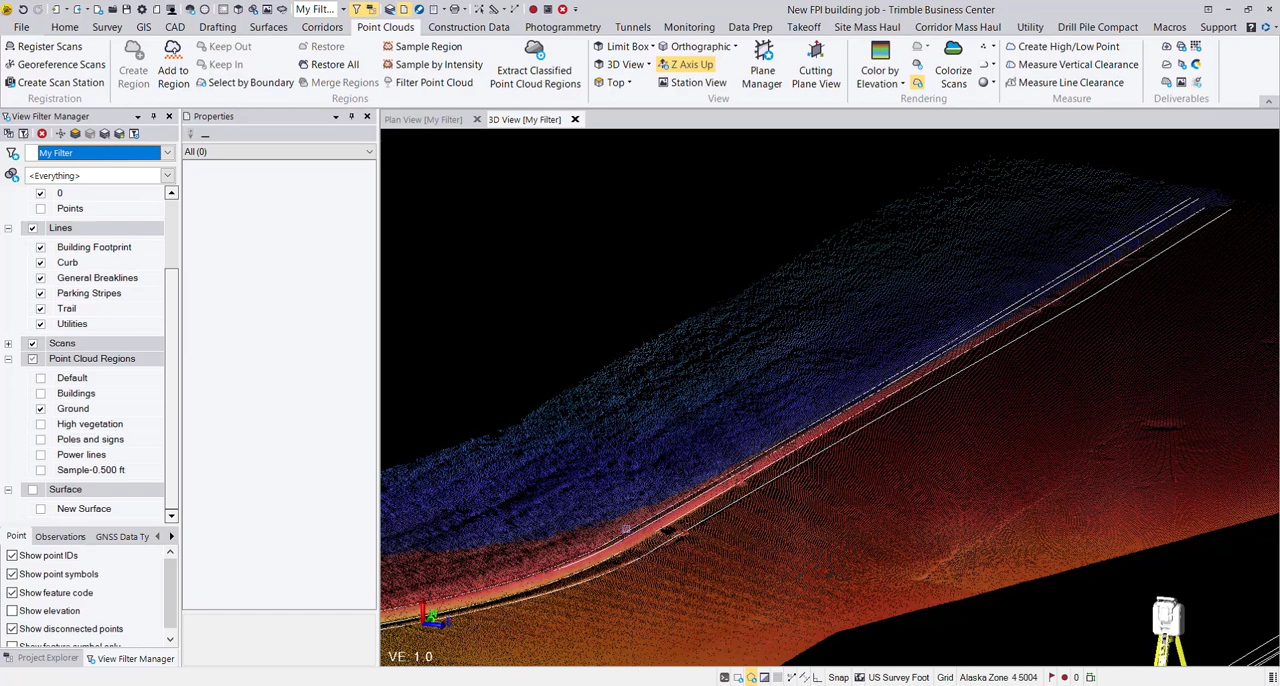 My Filt...
New FPI building job - Trimble Business Center
File Home Survey GIS CAD Drafting Surfaces Corridors Point Clouds Construction Data Photogrammetry Tunnels Monitoring Data Prep Takeoff Site Mass Haul Corridor Mass Haul Utility Drill Pile Compact Macros Support
Register Scans
Georeference Scans
Create Scan Station
Registration
Create Region
Add to Region
Keep Out
Keep In
Select by Boundary
Restore
Restore All
Merge Regions
Regions
Sample Region
Sample by Intensity
Filter Point Cloud
Extract Classified Point Cloud Regions
Limit Box
3D View
Top
Orthographic
Z Axis Up
Station View
Plane Manager
Cutting Plane View
View
Color by Elevation
Colorize Scans
Rendering
Create High/Low Point
Measure Vertical Clearance
Measure Line Clearance
Measure
Deliverables
View Filter Manager
My Filter
<Everything>
0
Points
Lines
Building Footprint
Curb
General Breaklines
Parking Stripes
Trail
Utilities
Scans
Point Cloud Regions
Default
Buildings
Ground
High vegetation
Poles and signs
Power lines
Sample-0.500 ft
Surface
New Surface
Point Observations GNSS Data Ty
Show point IDs
Show point symbols
Show feature code
Show elevation
Show disconnected points
Project Explorer View Filter Manager
Properties
All (0)
Plan View [My Filter] 3D View [My Filter]
VE: 1.0
Snap US Survey Foot Grid Alaska Zone 4 5004 0